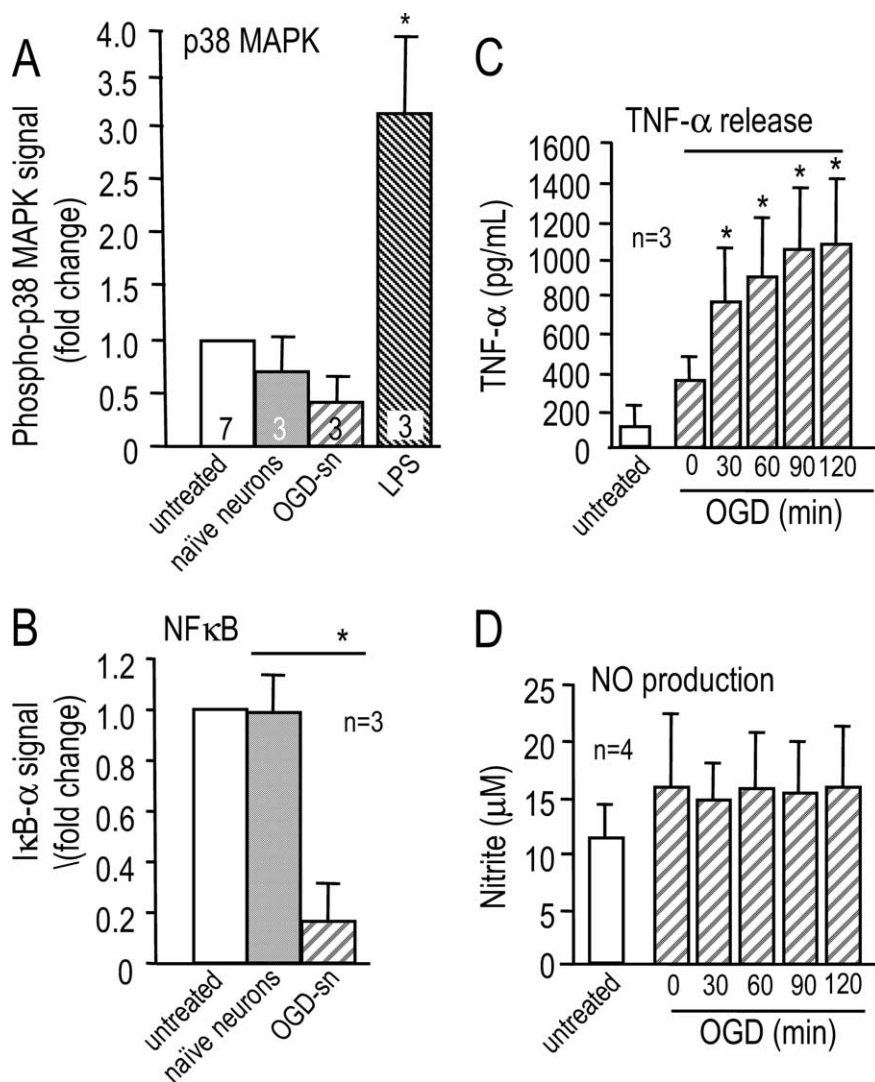 A
p38 MAPK
Phospho-p38 MAPK signal
(fold change)
4.0
3.5
3.0
2.5
2.0
1.5
1.0
0.5
0
*
7
3
3
3
untreated
naïve neurons
OGD-sn
LPS
B
NFκB
IκB-α signal
\(fold change)
1.2
1.0
0.8
0.6
0.4
0.2
0
*
n=3
untreated
naïve neurons
OGD-sn
C
TNF-α release
TNF-α (pg/mL)
1600
1400
1200
1000
800
600
400
200
n=3
* * * *
untreated
0 30 60 90 120
OGD (min)
D
NO production
Nitrite (μM)
25
20
15
10
5
0
n=4
untreated
0 30 60 90 120
OGD (min)